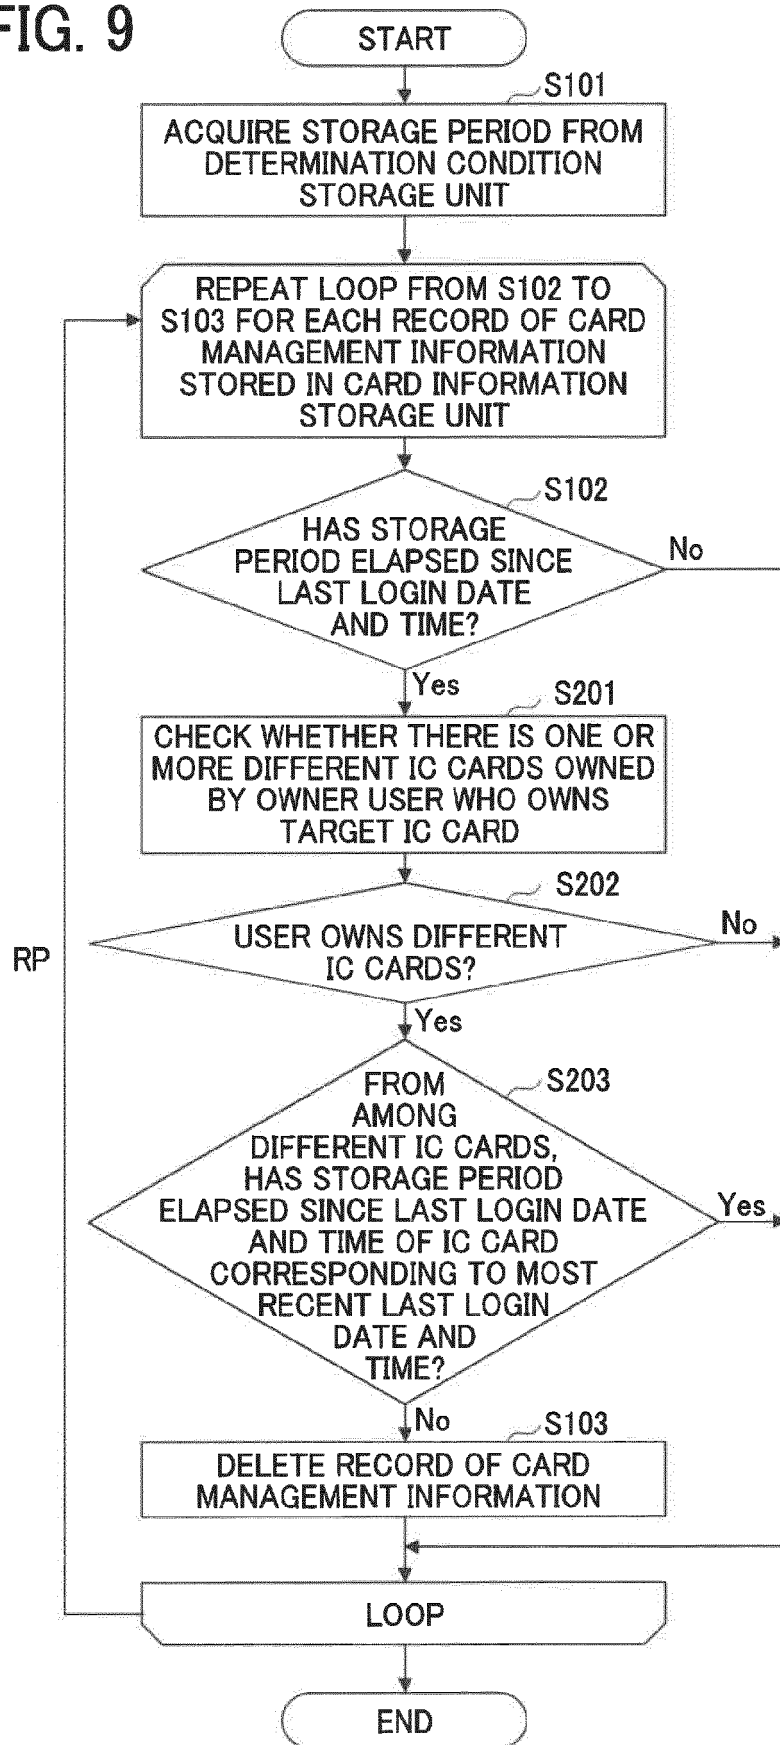 FIG. 9
START
S101
ACQUIRE STORAGE PERIOD FROM
DETERMINATION CONDITION
STORAGE UNIT
REPEAT LOOP FROM S102 TO
S103 FOR EACH RECORD OF CARD
MANAGEMENT INFORMATION
STORED IN CARD INFORMATION
STORAGE UNIT
S102
HAS STORAGE
PERIOD ELAPSED SINCE
LAST LOGIN DATE
AND TIME?
No
Yes
S201
CHECK WHETHER THERE IS ONE OR
MORE DIFFERENT IC CARDS OWNED
BY OWNER USER WHO OWNS
TARGET IC CARD
S202
USER OWNS DIFFERENT
IC CARDS?
No
RP
Yes
S203
FROM
AMONG
DIFFERENT IC CARDS,
HAS STORAGE PERIOD
ELAPSED SINCE LAST LOGIN DATE
AND TIME OF IC CARD
CORRESPONDING TO MOST
RECENT LAST LOGIN
DATE AND
TIME?
Yes
No
S103
DELETE RECORD OF CARD
MANAGEMENT INFORMATION
LOOP
END